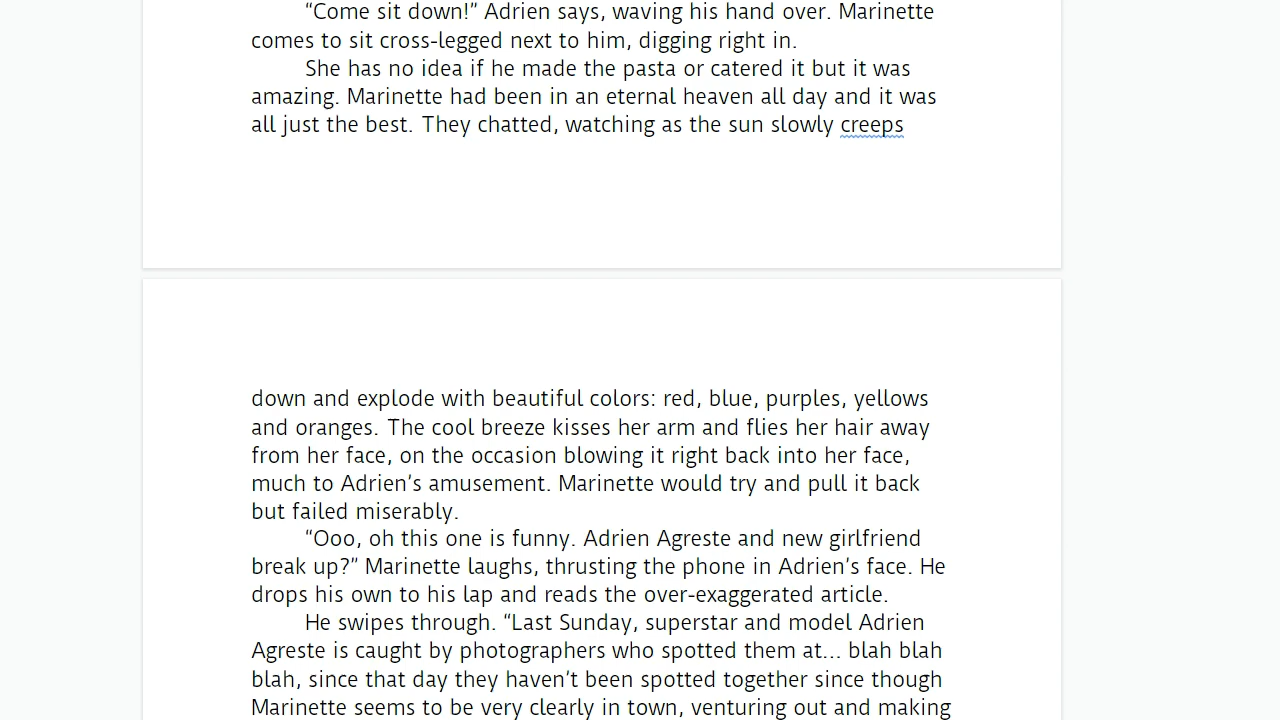 “Come sit down!” Adrien says, waving his hand over. Marinette
comes to sit cross-legged next to him, digging right in.
She has no idea if he made the pasta or catered it but it was
amazing. Marinette had been in an eternal heaven all day and it was
all just the best. They chatted, watching as the sun slowly creeps
down and explode with beautiful colors: red, blue, purples, yellows
and oranges. The cool breeze kisses her arm and flies her hair away
from her face, on the occasion blowing it right back into her face,
much to Adrien’s amusement. Marinette would try and pull it back
but failed miserably.
“Ooo, oh this one is funny. Adrien Agreste and new girlfriend
break up?” Marinette laughs, thrusting the phone in Adrien’s face. He
drops his own to his lap and reads the over-exaggerated article.
He swipes through. “Last Sunday, superstar and model Adrien
Agreste is caught by photographers who spotted them at... blah blah
blah, since that day they haven’t been spotted together since though
Marinette seems to be very clearly in town, venturing out and making